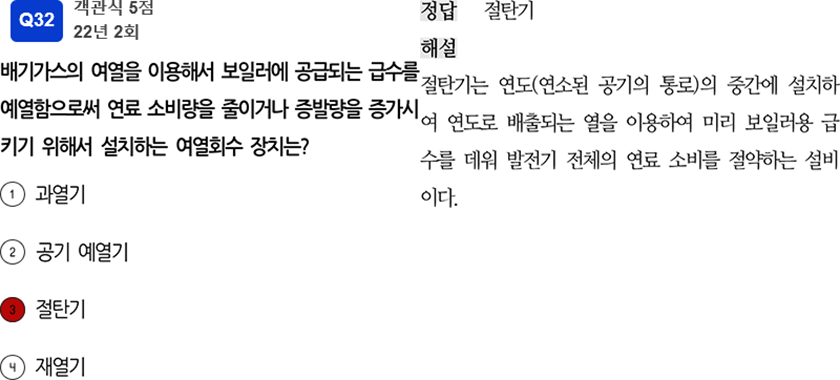 Q32
객관식 5점
22년 2회
배기가스의 여열을 이용해서 보일러에 공급되는 급수를
예열함으로써 연료 소비량을 줄이거나 증발량을 증가시
키기 위해서 설치하는 여열회수 장치는?
1 과열기
2 공기 예열기
3 절탄기
4 재열기
정답 절탄기
해설
절탄기는 연도(연소된 공기의 통로)의 중간에 설치하
여 연도로 배출되는 열을 이용하여 미리 보일러용 급
수를 데워 발전기 전체의 연료 소비를 절약하는 설비
이다.